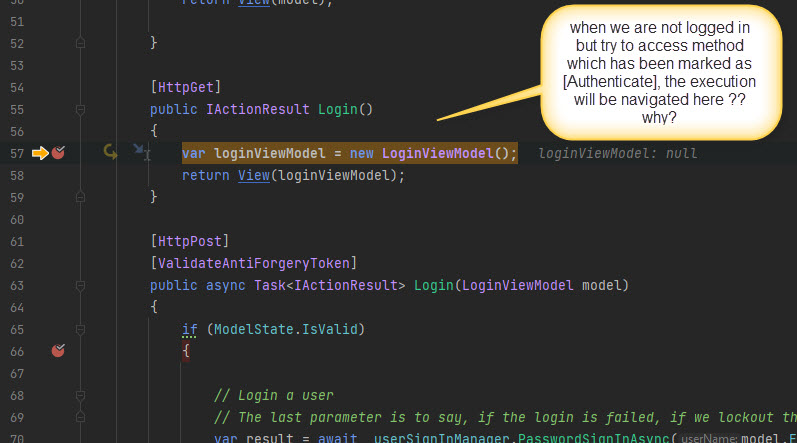 50 return View(model);
51
when we are not logged in
but try to access method
which has been marked as
[Authenticate], the execution
will be navigated here ??
why?
52 }
53
54 [HttpGet]
55 public IActionResult Login()
56 {
57 var loginViewModel = new LoginViewModel(); loginViewModel: null
58 return View(loginViewModel);
59 }
60
61 [HttpPost]
62 [ValidateAntiForgeryToken]
63 public async Task<IActionResult> Login(LoginViewModel model)
64 {
65 if (ModelState.IsValid)
66 {
67
68 // Login a user
69 // The last parameter is to say, if the login is failed, if we lockout th
70 var result = await _userSignInManager.PasswordSignInAsync( userName: model.